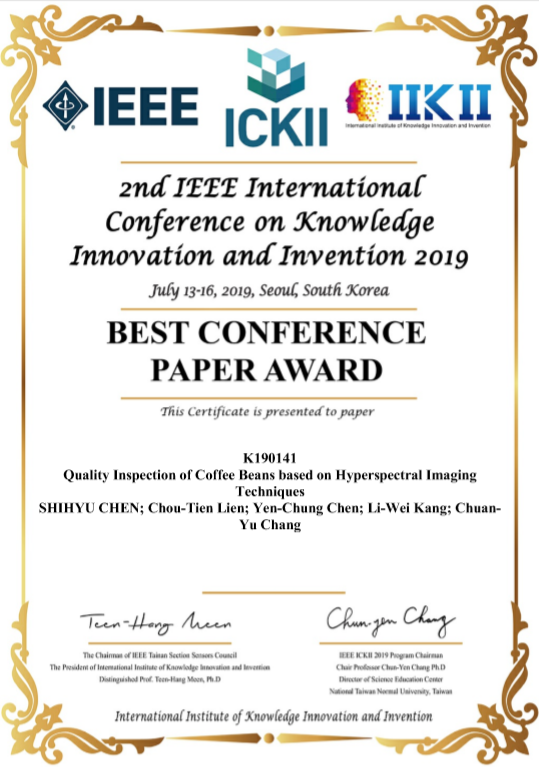 IEEE
ICKII
IIKII
International Institute of Knowledge Innovation and Invention
2nd IEEE International
Conference on Knowledge
Innovation and Invention 2019
July 13-16, 2019, Seoul, South Korea
BEST CONFERENCE
PAPER AWARD
This Certificate is presented to paper
K190141
Quality Inspection of Coffee Beans based on Hyperspectral Imaging
Techniques
SHIHYU CHEN; Chou-Tien Lien; Yen-Chung Chen; Li-Wei Kang; Chuan-
Yu Chang
Teen-Hang Meen
Chun-yen Chang
The Chairman of IEEE Tainan Section Sensors Council
The President of International Institute of Knowledge Innovation and Invention
Distinguished Prof. Teen-Hang Meen, Ph.D
IEEE ICKII 2019 Program Chairman
Chair Professor Chun-Yen Chang Ph.D
Director of Science Education Center
National Taiwan Normal University, Taiwan
International Institute of Knowledge Innovation and Invention